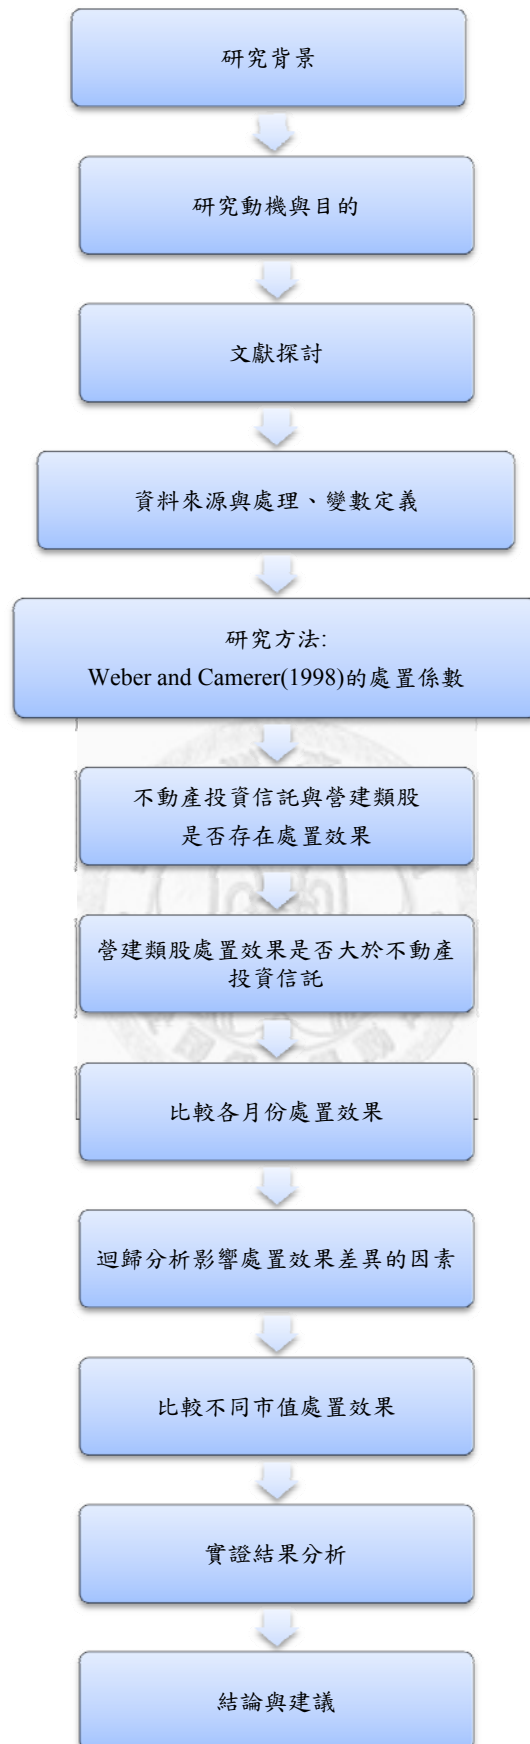 研究背景
研究動機與目的
文獻探討
資料來源與處理、變數定義
研究方法:
Weber and Camerer(1998)的處置係數
不動產投資信託與營建類股
是否存在處置效果
營建類股處置效果是否大於不動產
投資信託
比較各月份處置效果
迴歸分析影響處置效果差異的因素
比較不同市值處置效果
實證結果分析
結論與建議